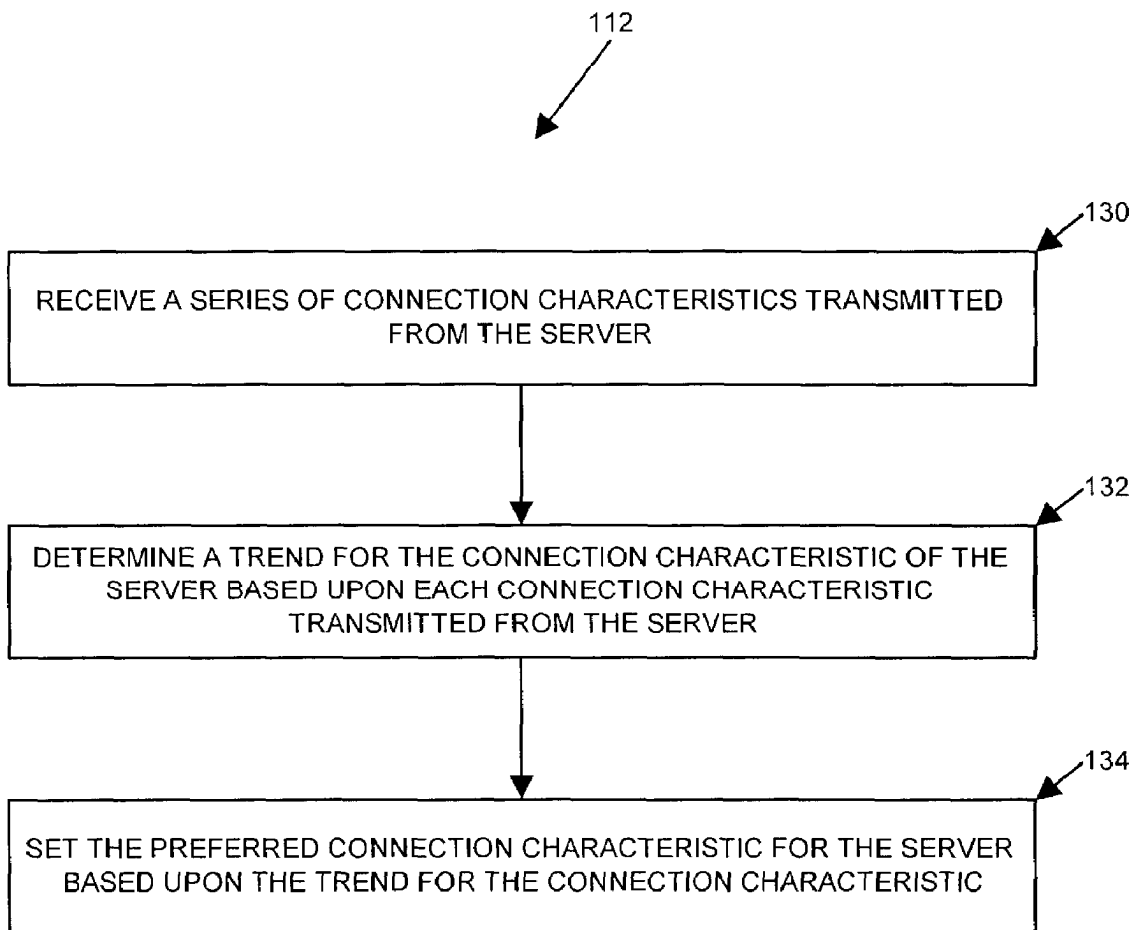 112
130
RECEIVE A SERIES OF CONNECTION CHARACTERISTICS TRANSMITTED
FROM THE SERVER
132
DETERMINE A TREND FOR THE CONNECTION CHARACTERISTIC OF THE
SERVER BASED UPON EACH CONNECTION CHARACTERISTIC
TRANSMITTED FROM THE SERVER
134
SET THE PREFERRED CONNECTION CHARACTERISTIC FOR THE SERVER
BASED UPON THE TREND FOR THE CONNECTION CHARACTERISTIC